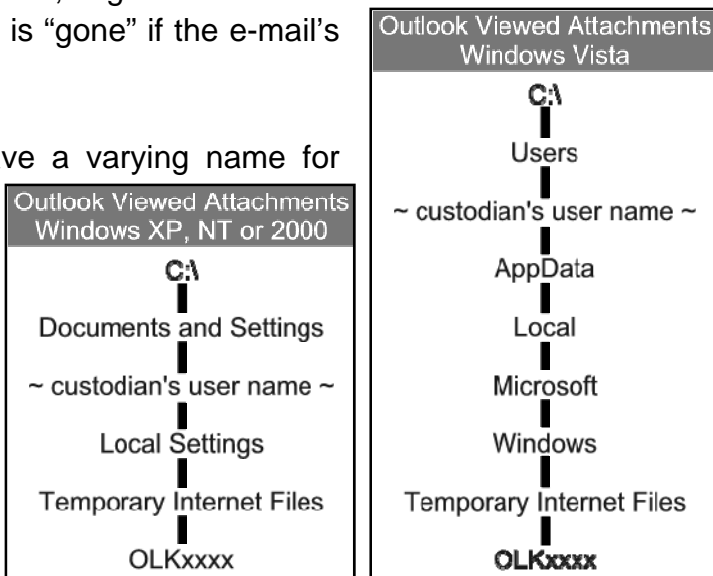 is “gone” if the e-mail’s
ve a varying name for
Outlook Viewed Attachments
Windows XP, NT or 2000
C:\
Documents and Settings
~ custodian's user name ~
Local Settings
Temporary Internet Files
OLKxxxx
Outlook Viewed Attachments
Windows Vista
C:\
Users
~ custodian's user name ~
AppData
Local
Microsoft
Windows
Temporary Internet Files
OLKxxxx